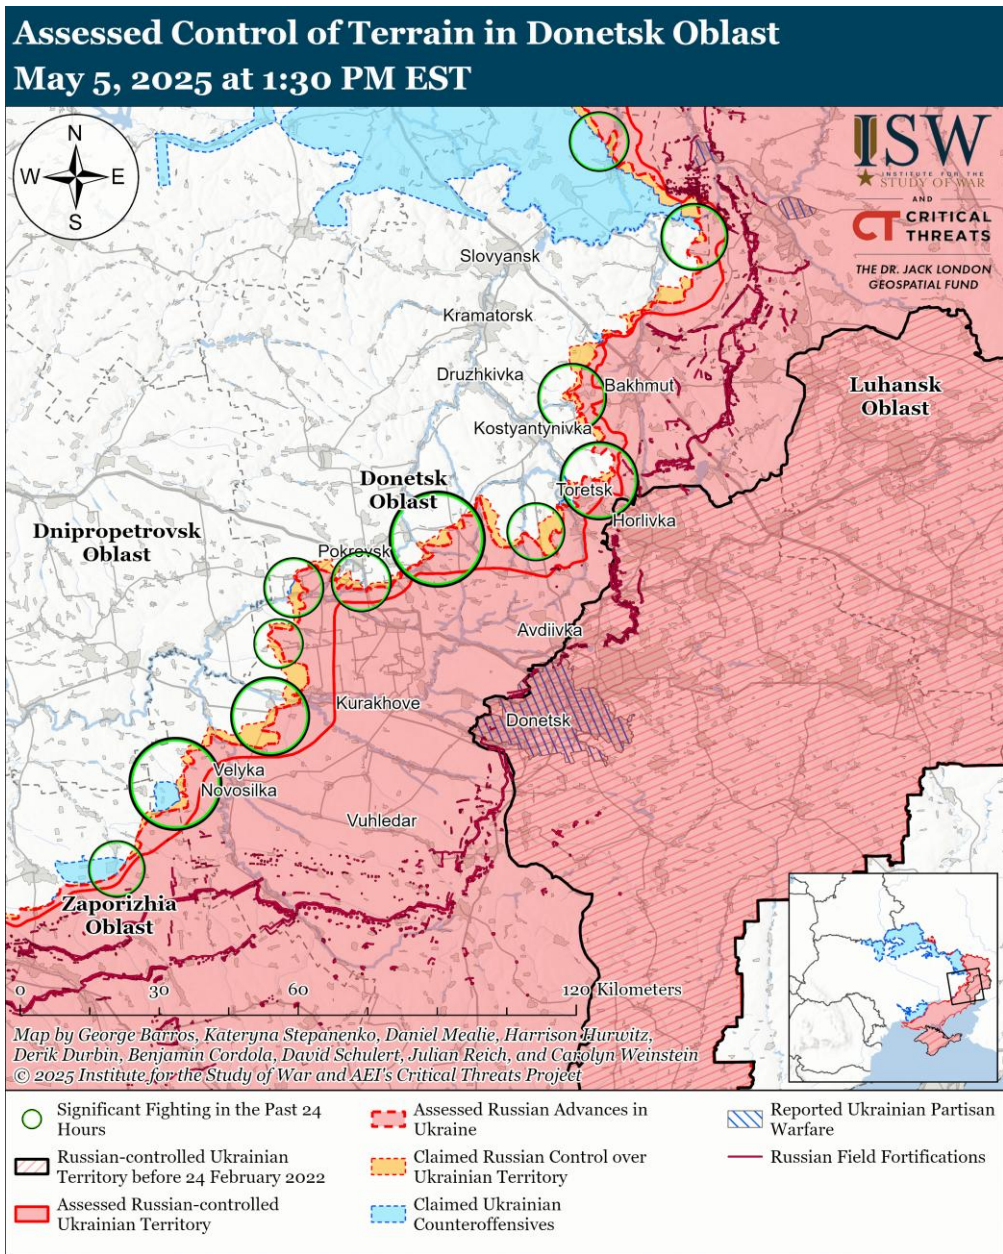 Assessed Control of Terrain in Donetsk Oblast
May 5, 2025 at 1:30 PM EST
N
W
E
S
ISW
INSTITUTE FOR THE
STUDY OF WAR
AND
CT CRITICAL
THREATS
THE DR. JACK LONDON
GEOSPATIAL FUND
Slovyansk
Kramatorsk
Druzhkivka
Bakhmut
Luhansk
Oblast
Kostyantynivka
Donetsk
Oblast
Toretsk
Horlivka
Dnipropetrovsk
Oblast
Pokrovsk
Avdiivka
Kurakhove
Donetsk
Velyka
Novosilka
Vuhledar
Zaporizhia
Oblast
0 30 60 120 Kilometers
Map by George Barros, Kateryna Stepanenko, Daniel Mealie, Harrison Hurwitz,
Derik Durbin, Benjamin Cordola, David Schulert, Julian Reich, and Carolyn Weinstein
© 2025 Institute for the Study of War and AEI's Critical Threats Project
Significant Fighting in the Past 24
Hours
Russian-controlled Ukrainian
Territory before 24 February 2022
Assessed Russian-controlled
Ukrainian Territory
Assessed Russian Advances in
Ukraine
Claimed Russian Control over
Ukrainian Territory
Claimed Ukrainian
Counteroffensives
Reported Ukrainian Partisan
Warfare
Russian Field Fortifications